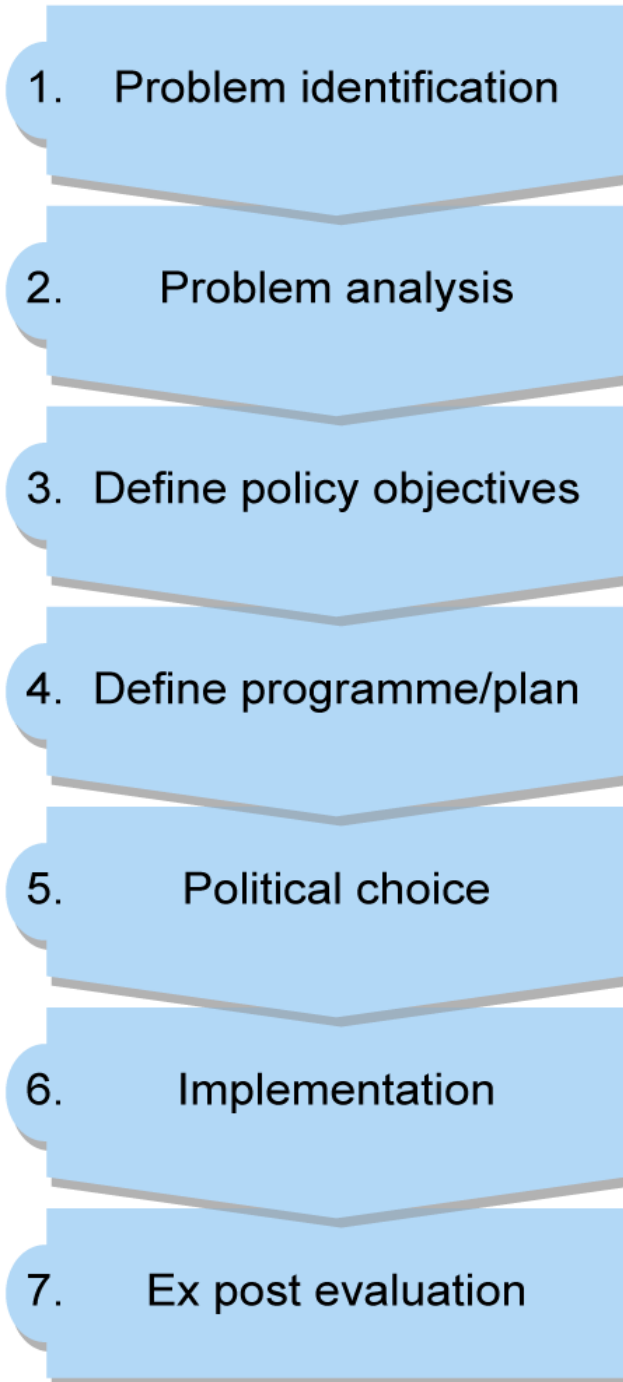 1. Problem identification
2. Problem analysis
3. Define policy objectives
4. Define programme/plan
5. Political choice
6. Implementation
7. Ex post evaluation